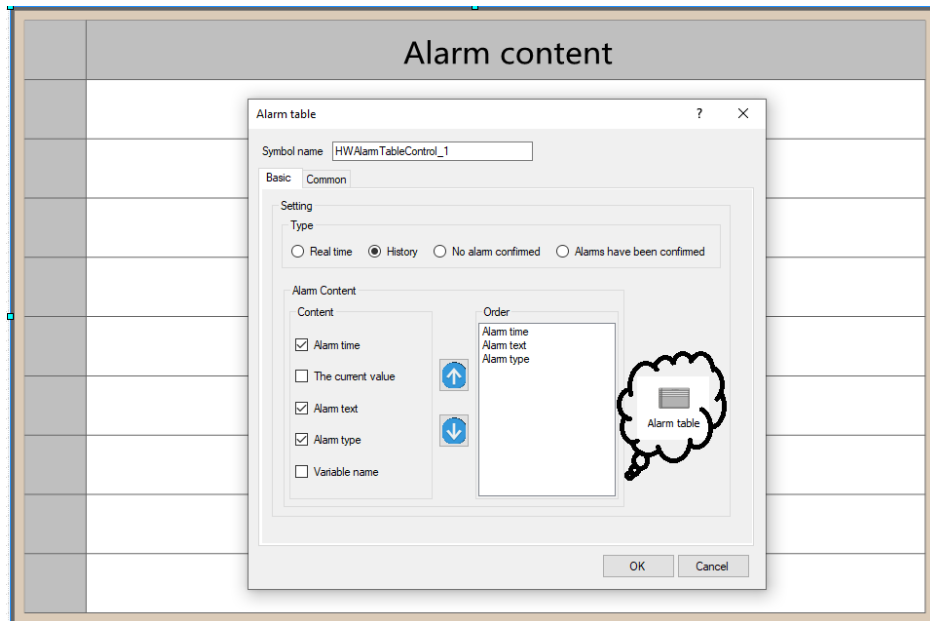 Alarm content
Alarm table
?
Symbol name HWAlarmTableControl_1
Basic Common
Setting
Type
Real time History No alarm confirmed Alarms have been confirmed
Alarm Content
Content Order
Alarm time
The current value
Alarm text
Alarm type
Variable name
Alarm time
Alarm text
Alarm type
Alarm table
OK Cancel